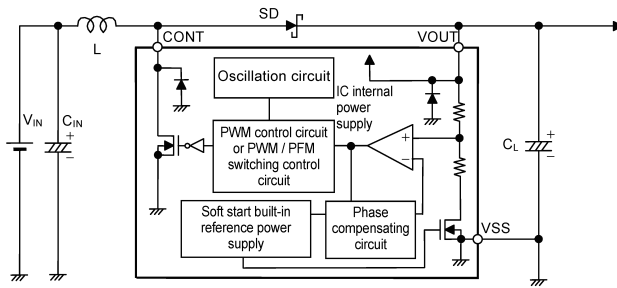 SD
L
CONT
VOUT
Oscillation circuit
IC internal
power
supply
VIN
CIN
+
−
PWM control circuit
or PWM / PFM
switching control
circuit
+
−
CL
+
−
Soft start built-in
reference power
supply
Phase
compensating
circuit
VSS